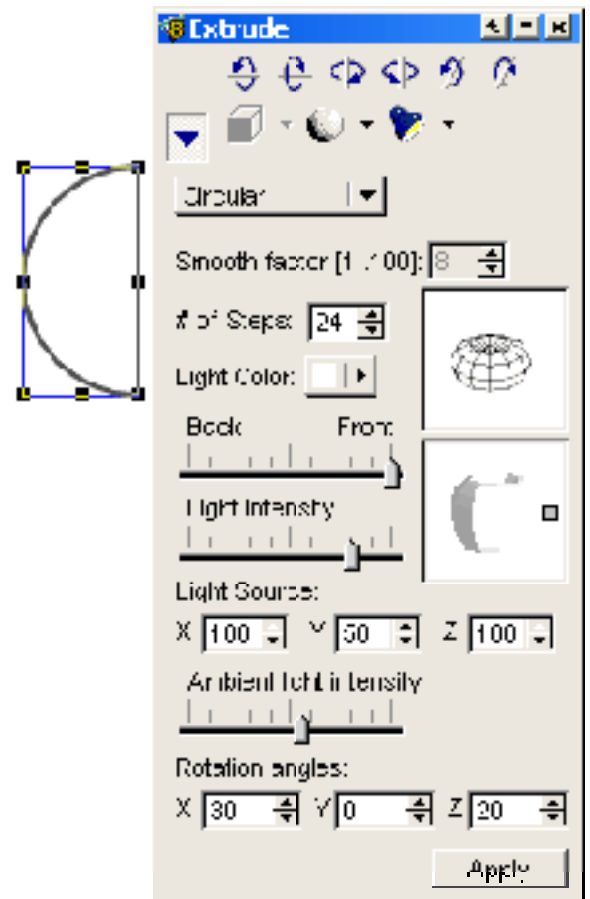 Extrude
Circular
Smooth factor [1..100]: 8
# of Steps: 24
Light Color:
Back Front
Light Intensity
Light Source:
X 100 Y 50 Z 100
Ambient light intensity
Rotation angles:
X 30 Y 0 Z 20
Apply